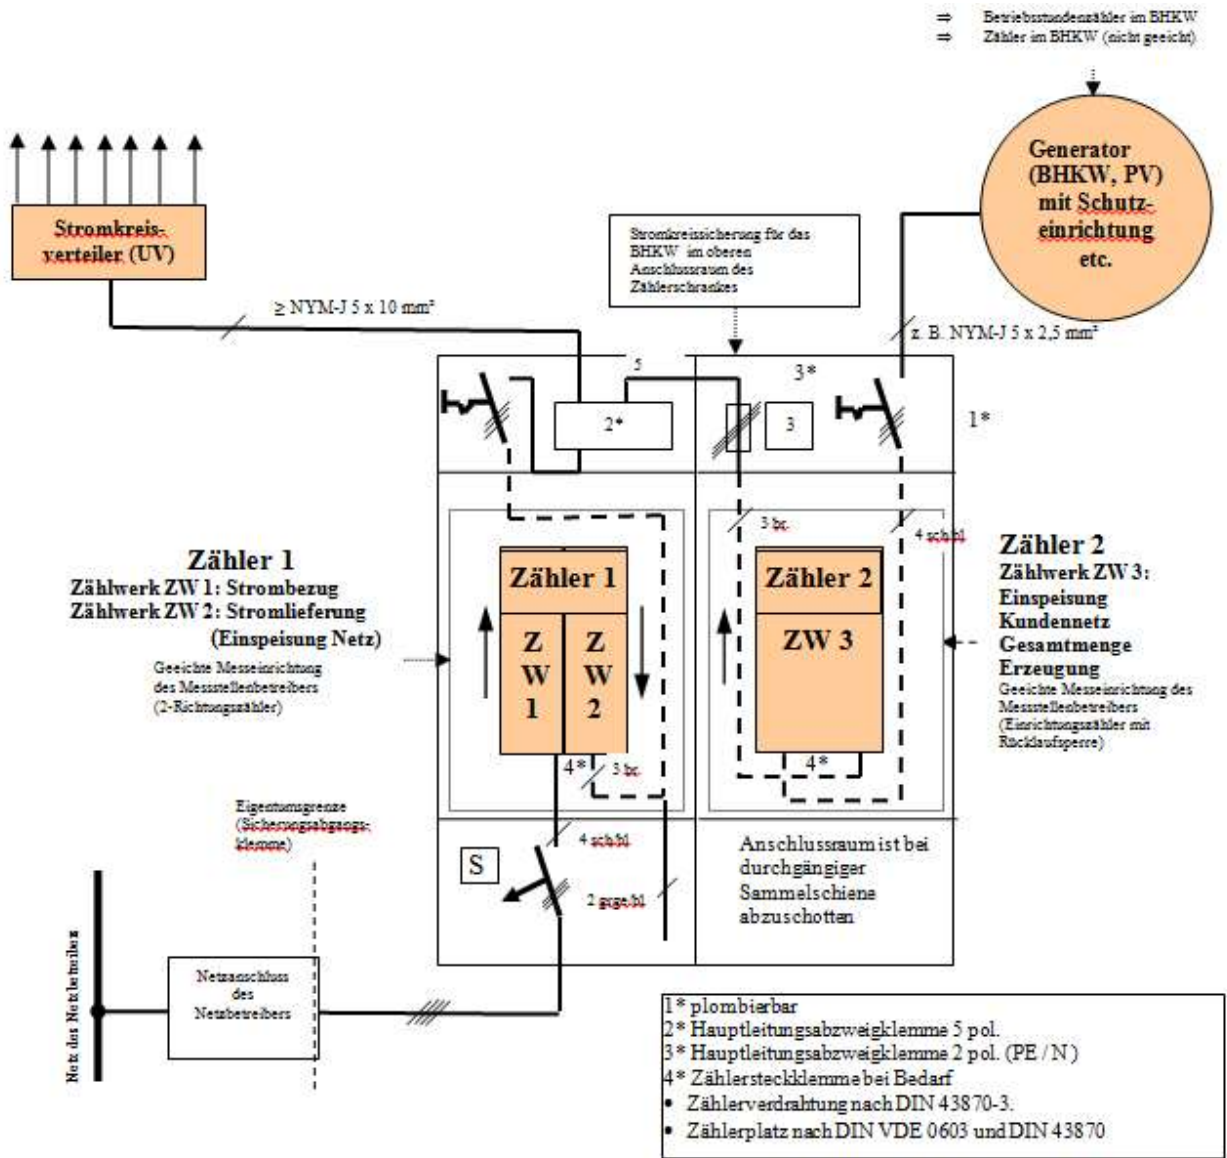 ⇒ Betriebsstundenzähler im BHKW
⇒ Zähler im BHKW (nicht geeicht)
Generator
(BHKW, PV)
mit Schutz-
einrichtung
etc.
Stromkreis-
verteiler (UV)
Stromkreissicherung für das
BHKW im oberen
Anschlussraum des
Zählerschrankes
≥ NYM-J 5 x 10 mm²
z. B. NYM-J 5 x 2,5 mm²
5
3*
2*
3
1*
3 br.
4 sch/bl
Zähler 1
Zählwerk ZW 1: Strombezug
Zählwerk ZW 2: Stromlieferung
(Einspeisung Netz)
Geeichte Messeinrichtung
des Messstellenbetreibers
(2-Richtungszähler)
Zähler 1
Z
W
1
Z
W
2
Zähler 2
ZW 3
Zähler 2
Zählwerk ZW 3:
Einspeisung
Kundennetz
Gesamtmenge
Erzeugung
Geeichte Messeinrichtung des
Messstellenbetreibers
(Einrichtungszähler mit
Rücklaufsperre)
4*
3 br.
4*
Eigentumsgrenze
(Sicherungsabgangs-
klemme)
4 sch/bl
S
2 grge/bl
Anschlussraum ist bei
durchgängiger
Sammelschiene
abzuschotten
Netz des Netzbetreibers
Netzanschluss
des
Netzbetreibers
1* plombierbar
2* Hauptleitungsabzweigklemme 5 pol.
3* Hauptleitungsabzweigklemme 2 pol. (PE / N )
4* Zählersteckklemme bei Bedarf
• Zählerverdrahtung nach DIN 43870-3.
• Zählerplatz nach DIN VDE 0603 und DIN 43870